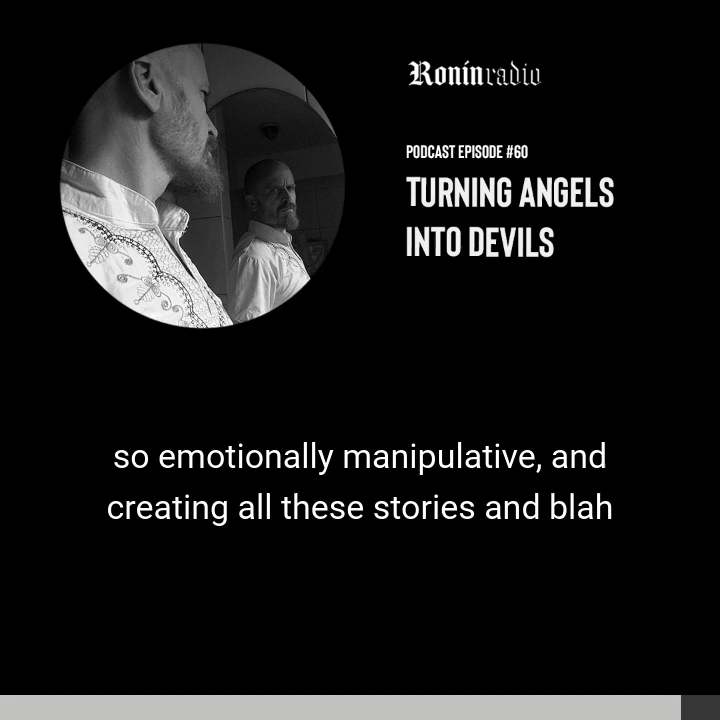 Roninradio
PODCAST EPISODE #60
TURNING ANGELS
INTO DEVILS
so emotionally manipulative, and
creating all these stories and blah